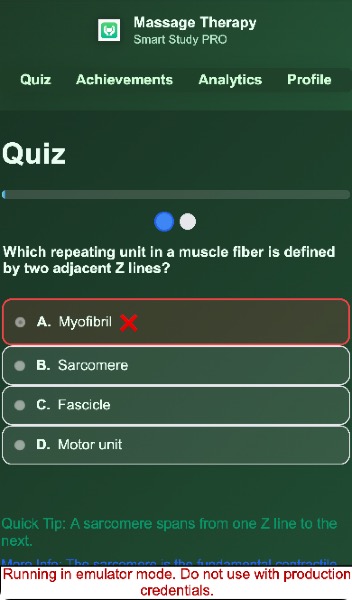 Massage Therapy
Smart Study PRO
Quiz Achievements Analytics Profile
Quiz
Which repeating unit in a muscle fiber is defined
by two adjacent Z lines?
A. Myofibril
B. Sarcomere
C. Fascicle
D. Motor unit
Quick Tip: A sarcomere spans from one Z line to the
next.
More Info: The sarcomere is the fundamental contractile
Running in emulator mode. Do not use with production
credentials.